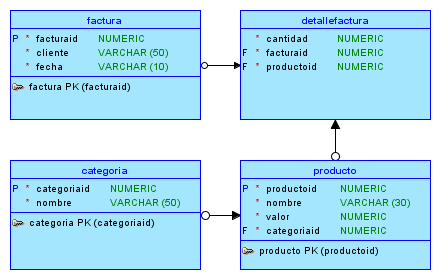 factura
P * facturaid NUMERIC
* cliente VARCHAR (50)
* fecha VARCHAR (10)
factura PK (facturaid)
detallefactura
* cantidad NUMERIC
F * facturaid NUMERIC
F * productoid NUMERIC
categoria
P * categoriaid NUMERIC
* nombre VARCHAR (50)
categoria PK (categoriaid)
producto
P * productoid NUMERIC
* nombre VARCHAR (30)
* valor NUMERIC
F * categoriaid NUMERIC
producto PK (productoid)